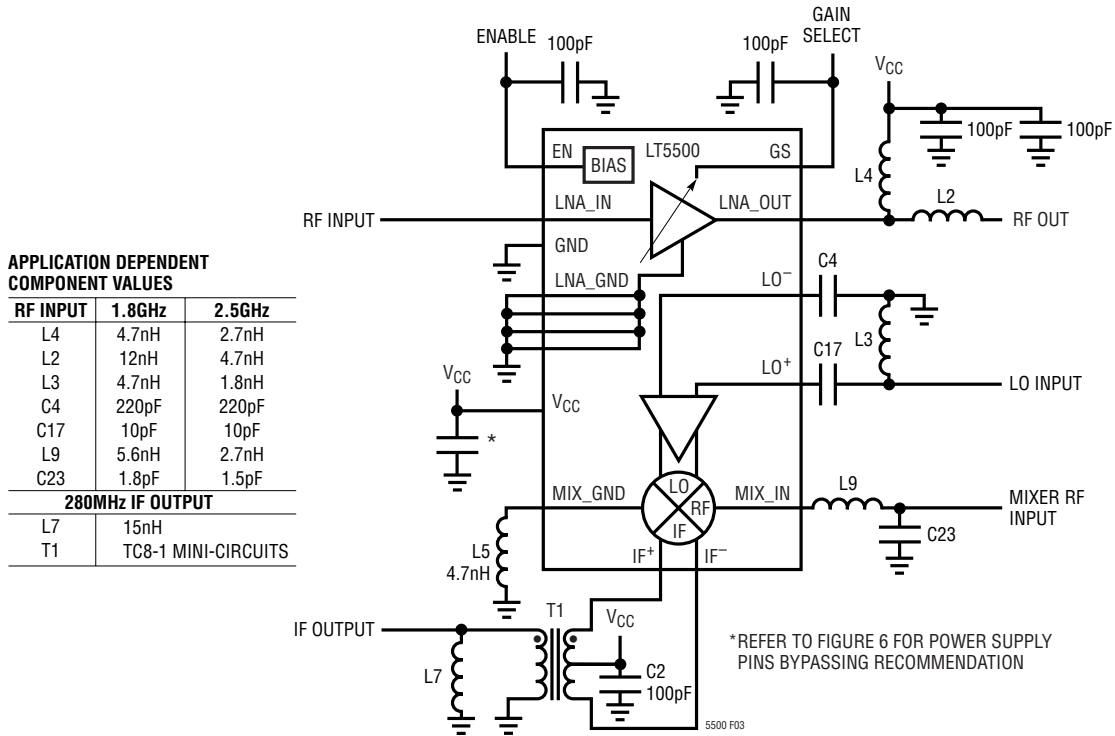 ENABLE
100pF
100pF
GAIN
SELECT
VCC
100pF
100pF
EN
BIAS
LT5500
GS
L4
L2
RF INPUT
LNA_IN
LNA_OUT
RF OUT
GND
LNA_GND
LO–
C4
L3
LO+
C17
LO INPUT
VCC
VCC
*
MIX_GND
LO
RF
IF
MIX_IN
L9
MIXER RF
INPUT
C23
L5
4.7nH
IF+
IF–
T1
VCC
IF OUTPUT
L7
C2
100pF
*REFER TO FIGURE 6 FOR POWER SUPPLY
PINS BYPASSING RECOMMENDATION
5500 F03
APPLICATION DEPENDENT
COMPONENT VALUES
RF INPUT 1.8GHz 2.5GHz
L4 4.7nH 2.7nH
L2 12nH 4.7nH
L3 4.7nH 1.8nH
C4 220pF 220pF
C17 10pF 10pF
L9 5.6nH 2.7nH
C23 1.8pF 1.5pF
280MHz IF OUTPUT
L7 15nH
T1 TC8-1 MINI-CIRCUITS